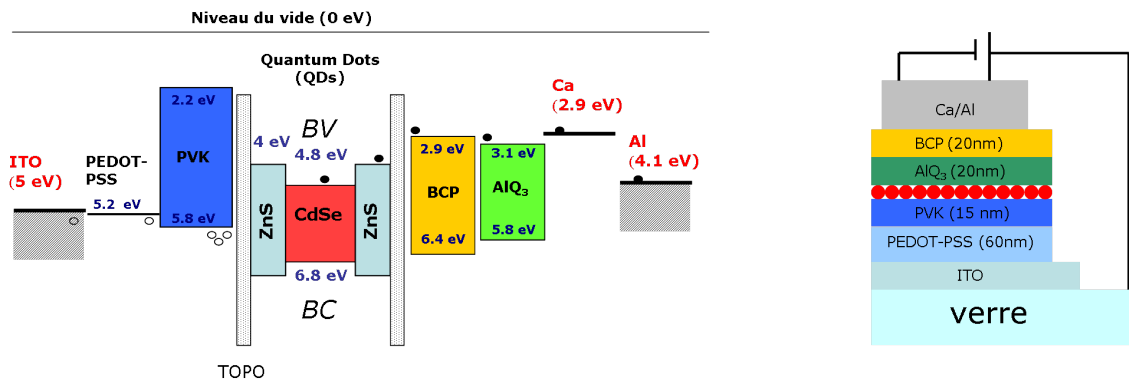 Niveau du vide (0 eV)
Quantum Dots
(QDs)
Ca
(2.9 eV)
2.2 eV
BV
4 eV
4.8 eV
Al
(4.1 eV)
ITO
(5 eV)
PEDOT-
PSS
PVK
2.9 eV
3.1 eV
5.2 eV
5.8 eV
ZnS
CdSe
ZnS
BCP
AlQ3
6.4 eV
5.8 eV
6.8 eV
BC
TOPO
Ca/Al
BCP (20nm)
AlQ3 (20nm)
PVK (15 nm)
PEDOT-PSS (60nm)
ITO
verre